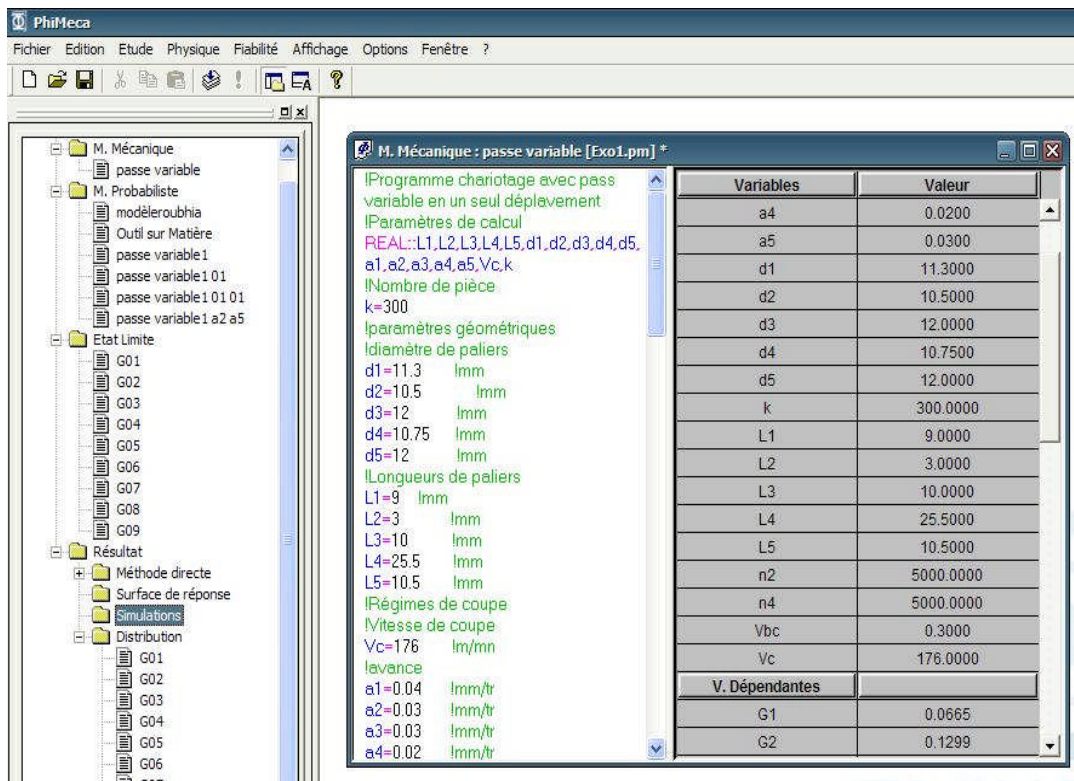 PhiMeca
Fichier Edition Etude Physique Fiabilité Affichage Options Fenêtre ?
M. Mécanique
passe variable
M. Probabiliste
modèleroubhia
Outil sur Matière
passe variable1
passe variable1 01
passe variable1 01 01
passe variable1 a2 a5
Etat Limite
G01
G02
G03
G04
G05
G06
G07
G08
G09
Résultat
Méthode directe
Surface de réponse
Simulations
Distribution
G01
G02
G03
G04
G05
G06
M. Mécanique : passe variable [Exo1.pm] *
!Programme chariotage avec pass
variable en un seul déplavement
!Paramètres de calcul
REAL::L1,L2,L3,L4,L5,d1,d2,d3,d4,d5,
a1,a2,a3,a4,a5,Vc,k
!Nombre de pièce
k=300
!paramètres géométriques
!diamètre de paliers
d1=11.3 !mm
d2=10.5 !mm
d3=12 !mm
d4=10.75 !mm
d5=12 !mm
!Longueurs de paliers
L1=9 !mm
L2=3 !mm
L3=10 !mm
L4=25.5 !mm
L5=10.5 !mm
!Régimes de coupe
!Vitesse de coupe
Vc=176 !m/mn
!avance
a1=0.04 !mm/tr
a2=0.03 !mm/tr
a3=0.03 !mm/tr
a4=0.02 !mm/tr
Variables Valeur
a4 0.0200
a5 0.0300
d1 11.3000
d2 10.5000
d3 12.0000
d4 10.7500
d5 12.0000
k 300.0000
L1 9.0000
L2 3.0000
L3 10.0000
L4 25.5000
L5 10.5000
n2 5000.0000
n4 5000.0000
Vbc 0.3000
Vc 176.0000
V. Dépendantes
G1 0.0665
G2 0.1299